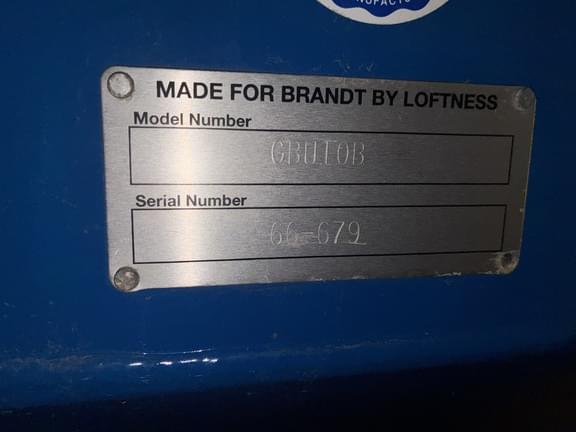 MADE FOR BRANDT BY LOFTNESS
Model Number
GBU10B
Serial Number
66-679